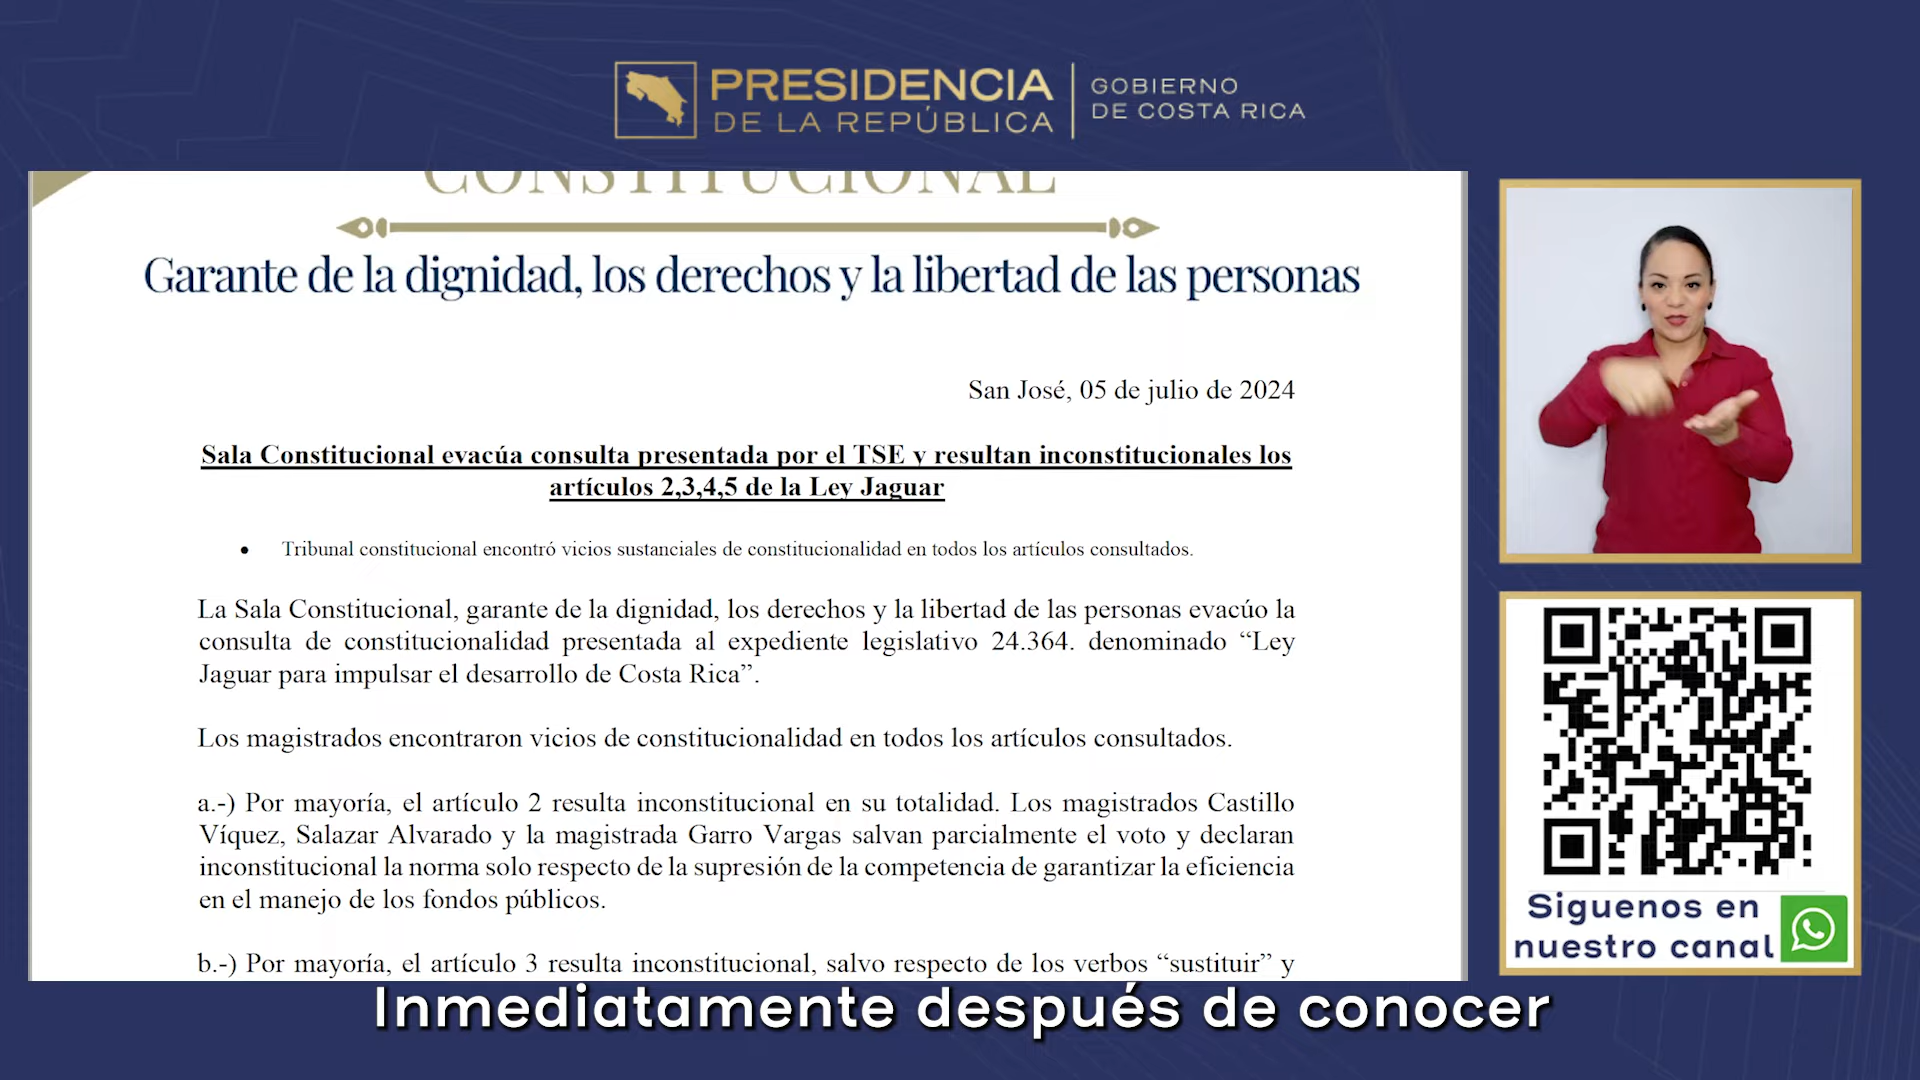 PRESIDENCIA
DE LA REPÚBLICA
GOBIERNO
DE COSTA RICA
CONSTITUCIONAL
Garante de la dignidad, los derechos y la libertad de las personas
San José, 05 de julio de 2024
Sala Constitucional evacúa consulta presentada por el TSE y resultan inconstitucionales los
artículos 2,3,4,5 de la Ley Jaguar
• Tribunal constitucional encontró vicios sustanciales de constitucionalidad en todos los artículos consultados.
La Sala Constitucional, garante de la dignidad, los derechos y la libertad de las personas evacúo la
consulta de constitucionalidad presentada al expediente legislativo 24.364. denominado “Ley
Jaguar para impulsar el desarrollo de Costa Rica”.
Los magistrados encontraron vicios de constitucionalidad en todos los artículos consultados.
a.-) Por mayoría, el artículo 2 resulta inconstitucional en su totalidad. Los magistrados Castillo
Víquez, Salazar Alvarado y la magistrada Garro Vargas salvan parcialmente el voto y declaran
inconstitucional la norma solo respecto de la supresión de la competencia de garantizar la eficiencia
en el manejo de los fondos públicos.
b.-) Por mayoría, el artículo 3 resulta inconstitucional, salvo respecto de los verbos “sustituir” y
Síguenos en
nuestro canal
Inmediatamente después de conocer